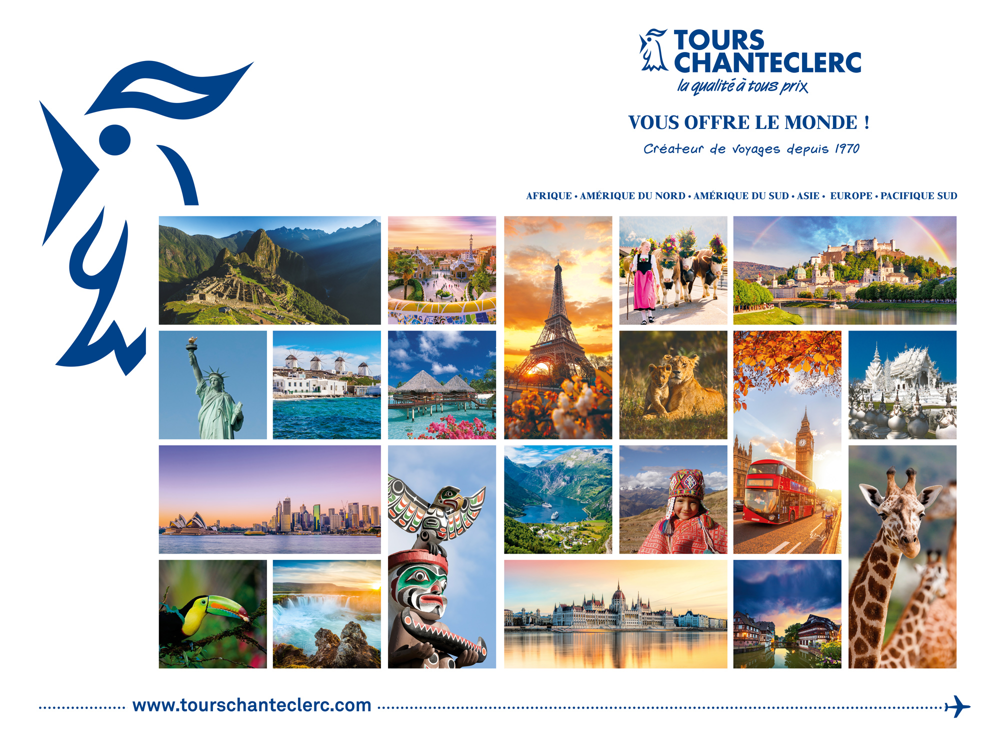 TOURS
CHANTECLERC
la qualité à tous prix
VOUS OFFRE LE MONDE !
Créateur de voyages depuis 1970
AFRIQUE • AMÉRIQUE DU NORD • AMÉRIQUE DU SUD • ASIE • EUROPE • PACIFIQUE SUD
www.tourschanteclerc.com